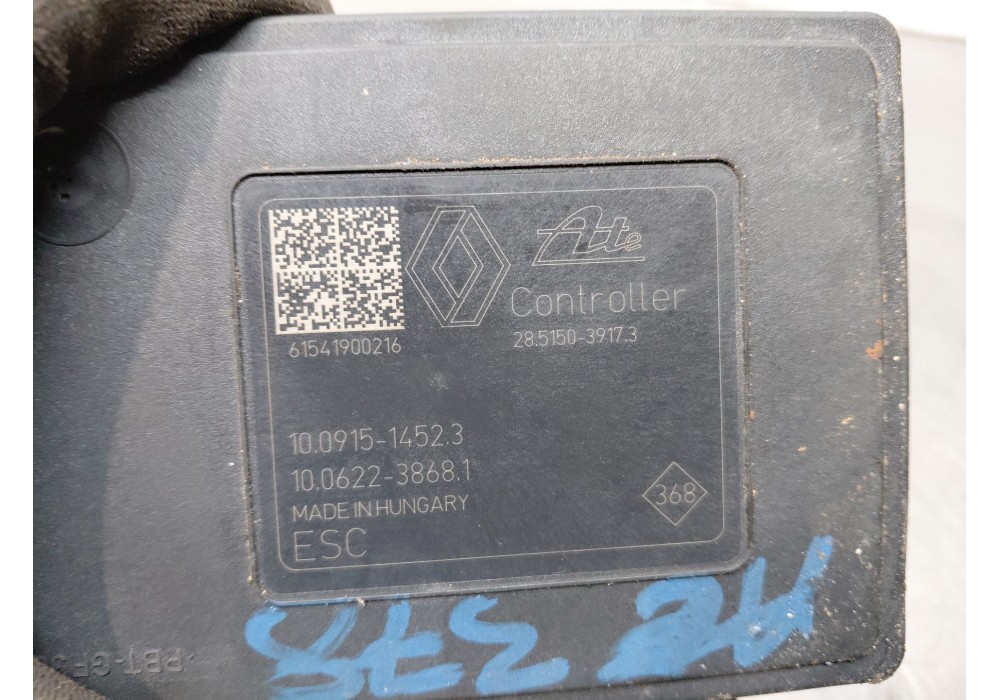 Ate
Controller
28.5150-3917.3
61541900216
10.0915-1452.3
10.0622-3868.1
MADE IN HUNGARY
368
ESC